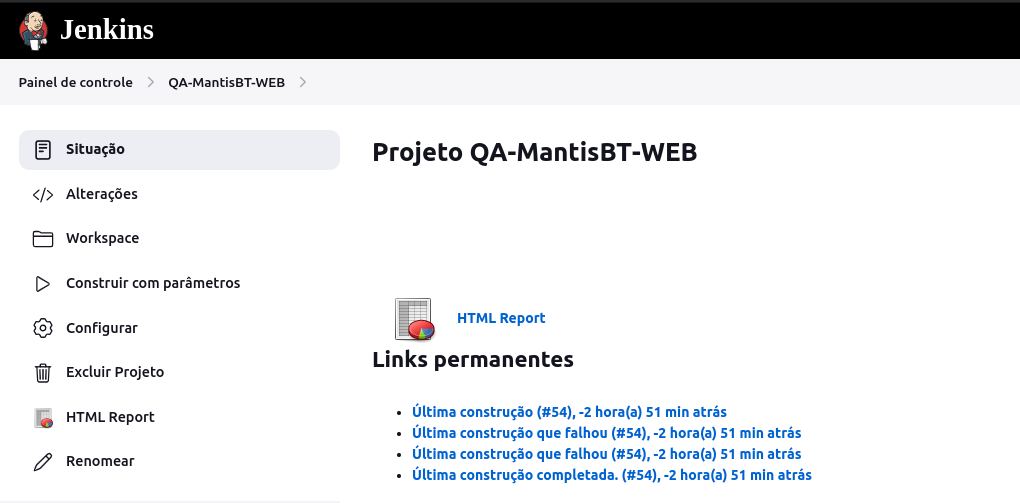 Jenkins
Painel de controle
QA-MantisBT-WEB
Situação
Alterações
Workspace
Construir com parâmetros
Configurar
Excluir Projeto
HTML Report
Renomear
Projeto QA-MantisBT-WEB
HTML Report
Links permanentes
Última construção (#54), -2 hora(a) 51 min atrás
Última construção que falhou (#54), -2 hora(a) 51 min atrás
Última construção que falhou (#54), -2 hora(a) 51 min atrás
Última construção completada. (#54), -2 hora(a) 51 min atrás